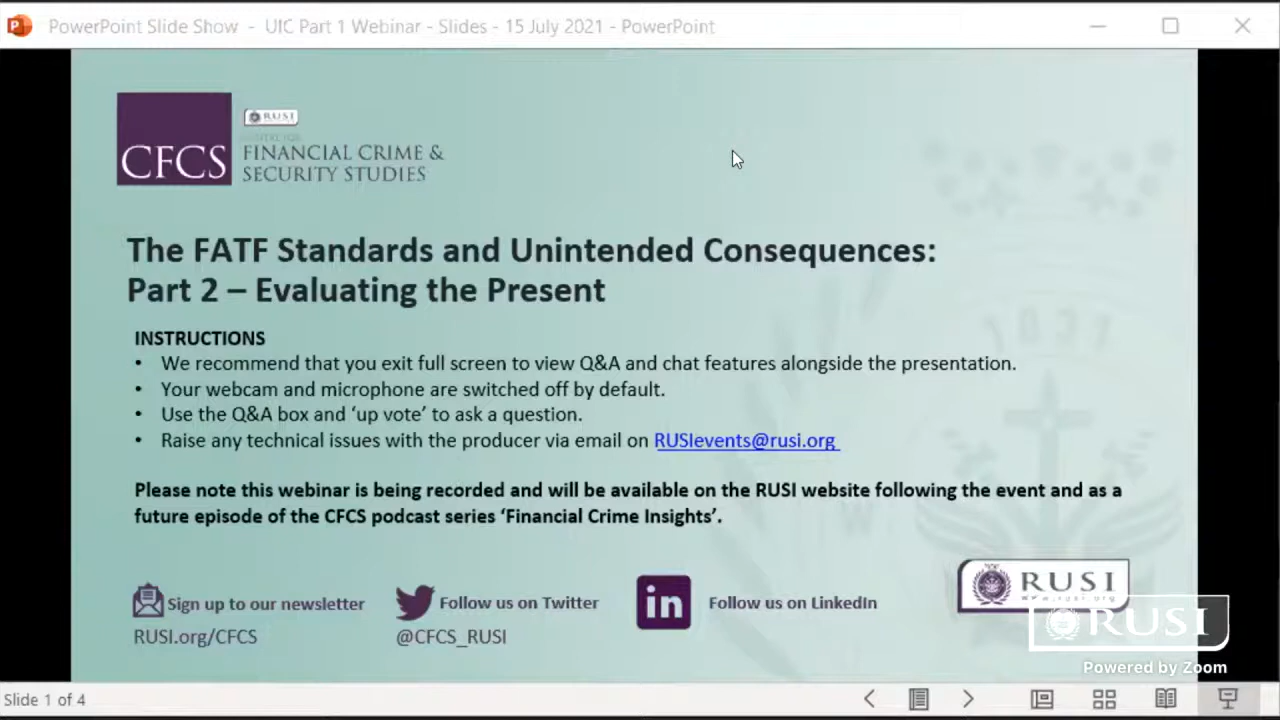 PowerPoint Slide Show - UIC Part 1 Webinar - Slides - 15 July 2021 - PowerPoint
RUSI
CENTRE FOR
CFCS
FINANCIAL CRIME &
SECURITY STUDIES
The FATF Standards and Unintended Consequences:
Part 2 – Evaluating the Present
INSTRUCTIONS
• We recommend that you exit full screen to view Q&A and chat features alongside the presentation.
• Your webcam and microphone are switched off by default.
• Use the Q&A box and ‘up vote’ to ask a question.
• Raise any technical issues with the producer via email on RUSIevents@rusi.org
Please note this webinar is being recorded and will be available on the RUSI website following the event and as a
future episode of the CFCS podcast series ‘Financial Crime Insights’.
Sign up to our newsletter
RUSI.org/CFCS
Follow us on Twitter
@CFCS_RUSI
in
Follow us on LinkedIn
RUSI
www.rusi.org
RUSI
Powered by Zoom
1831
Slide 1 of 4